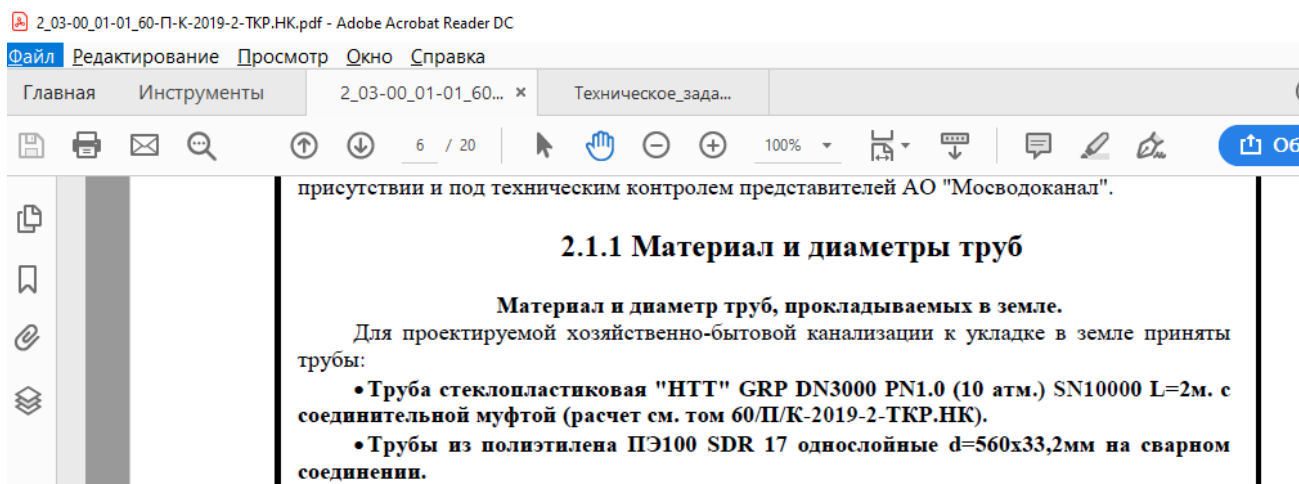 2_03-00_01-01_60-П-К-2019-2-ТКР.НК.pdf - Adobe Acrobat Reader DC
Файл Редактирование Просмотр Окно Справка
Главная Инструменты 2_03-00_01-01_60... × Техническое_зада...
6 / 20 100% Об
присутствии и под техническим контролем представителей АО "Мосводоканал".
2.1.1 Материал и диаметры труб
Материал и диаметр труб, прокладываемых в земле.
Для проектируемой хозяйственно-бытовой канализации к укладке в земле приняты
трубы:
•Труба стеклопластиковая "НТТ" GRP DN3000 PN1.0 (10 атм.) SN10000 L=2м. с
соединительной муфтой (расчет см. том 60/П/К-2019-2-ТКР.НК).
•Трубы из полиэтилена ПЭ100 SDR 17 однослойные d=560х33,2мм на сварном
соединении.